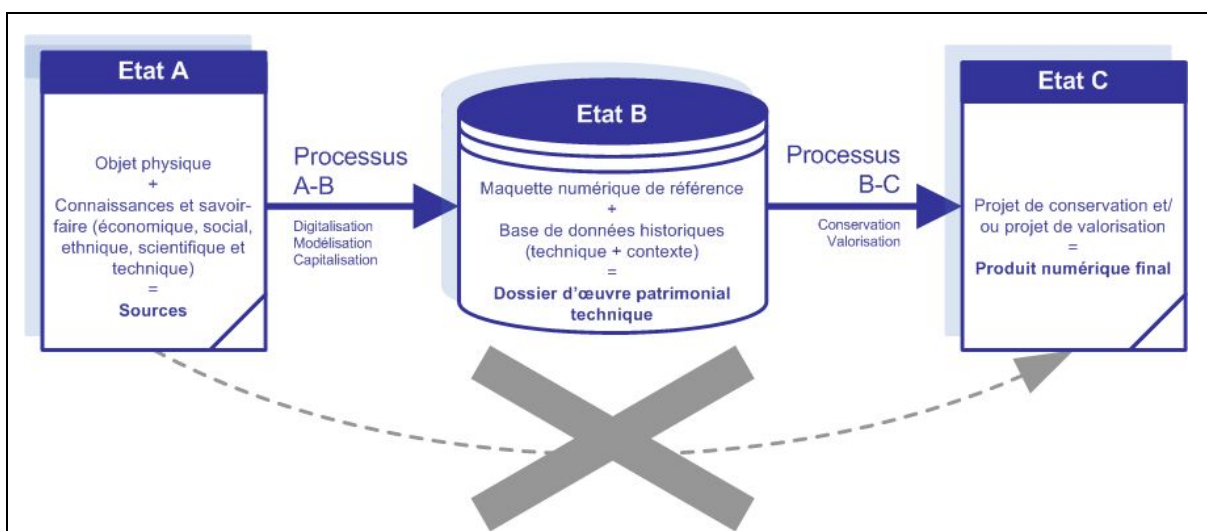 Etat A
Objet physique
+
Connaissances et savoir-
faire (économique, social,
ethnique, scientifique et
technique)
=
Sources
Processus
A-B
Digitalisation
Modélisation
Capitalisation
Etat B
Maquette numérique de référence
+
Base de données historiques
(technique + contexte)
=
Dossier d'œuvre patrimonial
technique
Processus
B-C
Conservation
Valorisation
Etat C
Projet de conservation et/
ou projet de valorisation
=
Produit numérique final